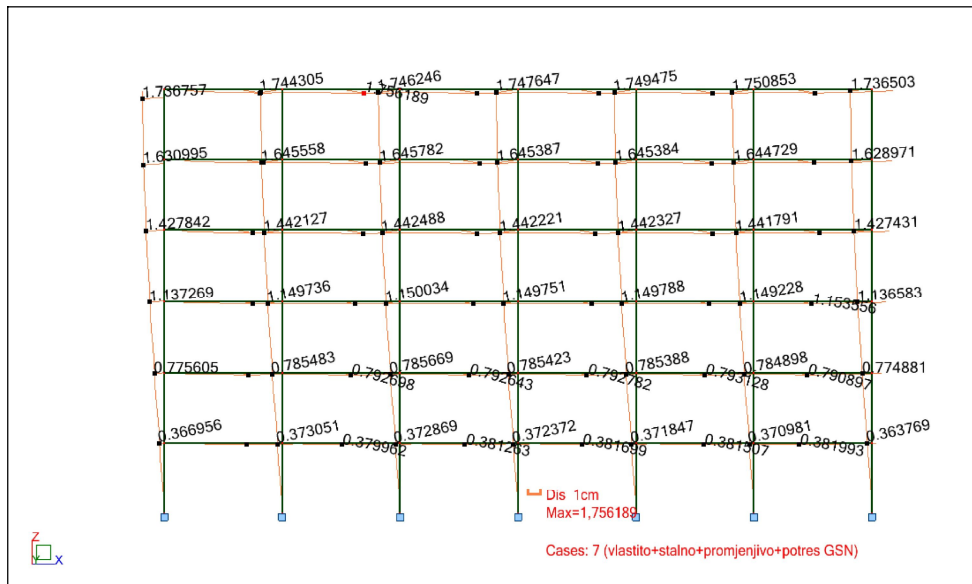 1.736757 1.744305 1.746246 1.747647 1.749475 1.750853 1.736503
1.756189
1.630995 1.645558 1.645782 1.645387 1.645384 1.644729 1.628971
1.427842 1.442127 1.442488 1.442221 1.442327 1.441791 1.427431
1.137269 1.149736 1.150034 1.149751 1.149788 1.149228 1.153556 1.136583
0.775605 0.785483 0.792698 0.785669 0.792643 0.785423 0.792782 0.785388 0.793128 0.784898 0.790897 0.774881
0.366956 0.373051 0.379962 0.372869 0.381263 0.372372 0.381699 0.371847 0.370981 0.381993 0.363769
Dis 1cm
Max=1,756189
Cases: 7 (vlastito+stalno+promjenjivo+potres GSN)
Z
Y X